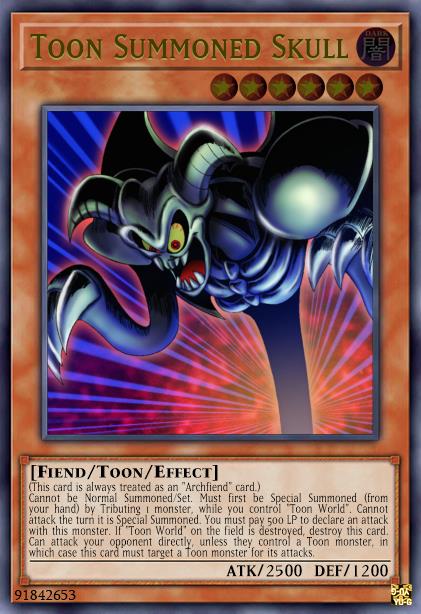 TOON SUMMONED SKULL
DARK
闇
[FIEND/TOON/EFFECT]
(This card is always treated as an "Archfiend" card.)
Cannot be Normal Summoned/Set. Must first be Special Summoned (from
your hand) by Tributing 1 monster, while you control "Toon World". Cannot
attack the turn it is Special Summoned. You must pay 500 LP to declare an attack
with this monster. If "Toon World" on the field is destroyed, destroy this card.
Can attack your opponent directly, unless they control a Toon monster, in
which case this card must target a Toon monster for its attacks.
ATK/2500 DEF/1200
91842653